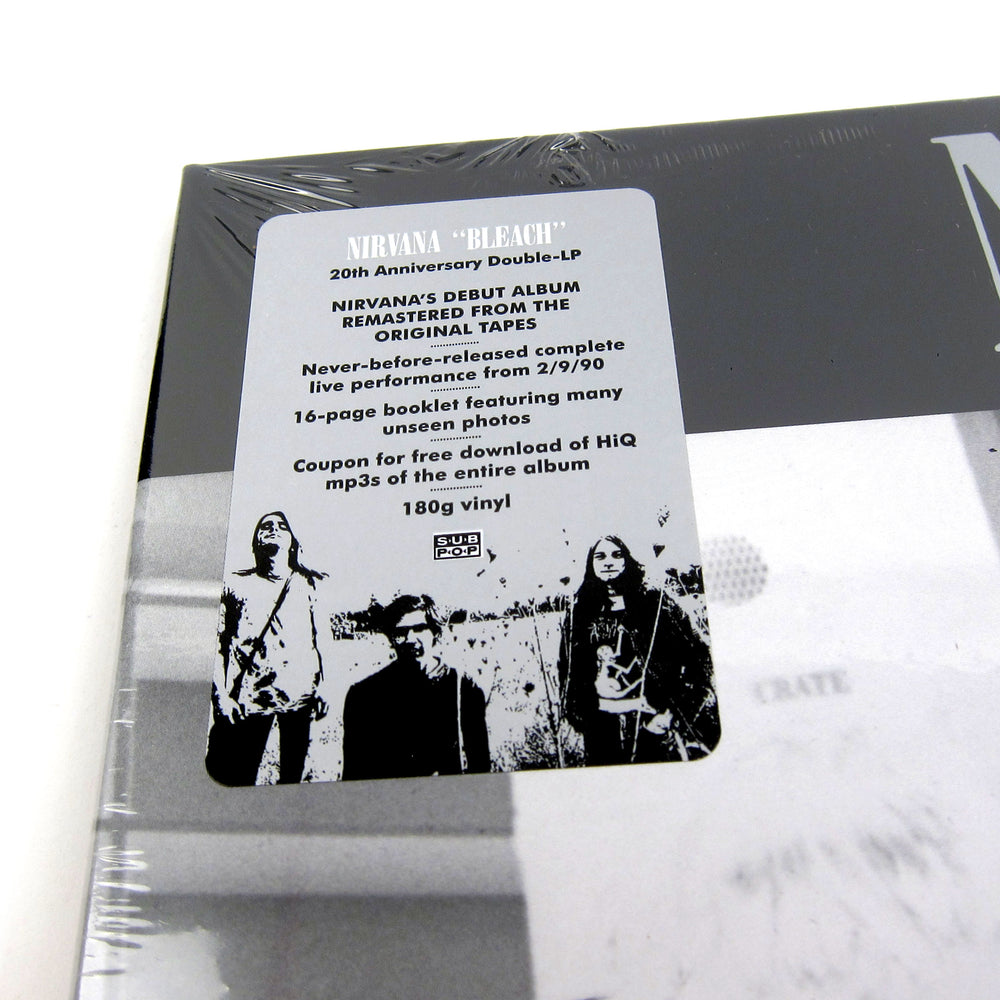 NIRVANA “BLEACH”
20th Anniversary Double-LP
NIRVANA'S DEBUT ALBUM
REMASTERED FROM THE
ORIGINAL TAPES
Never-before-released complete
live performance from 2/9/90
16-page booklet featuring many
unseen photos
Coupon for free download of HiQ
mp3s of the entire album
180g vinyl
SUB
POP
CRATE